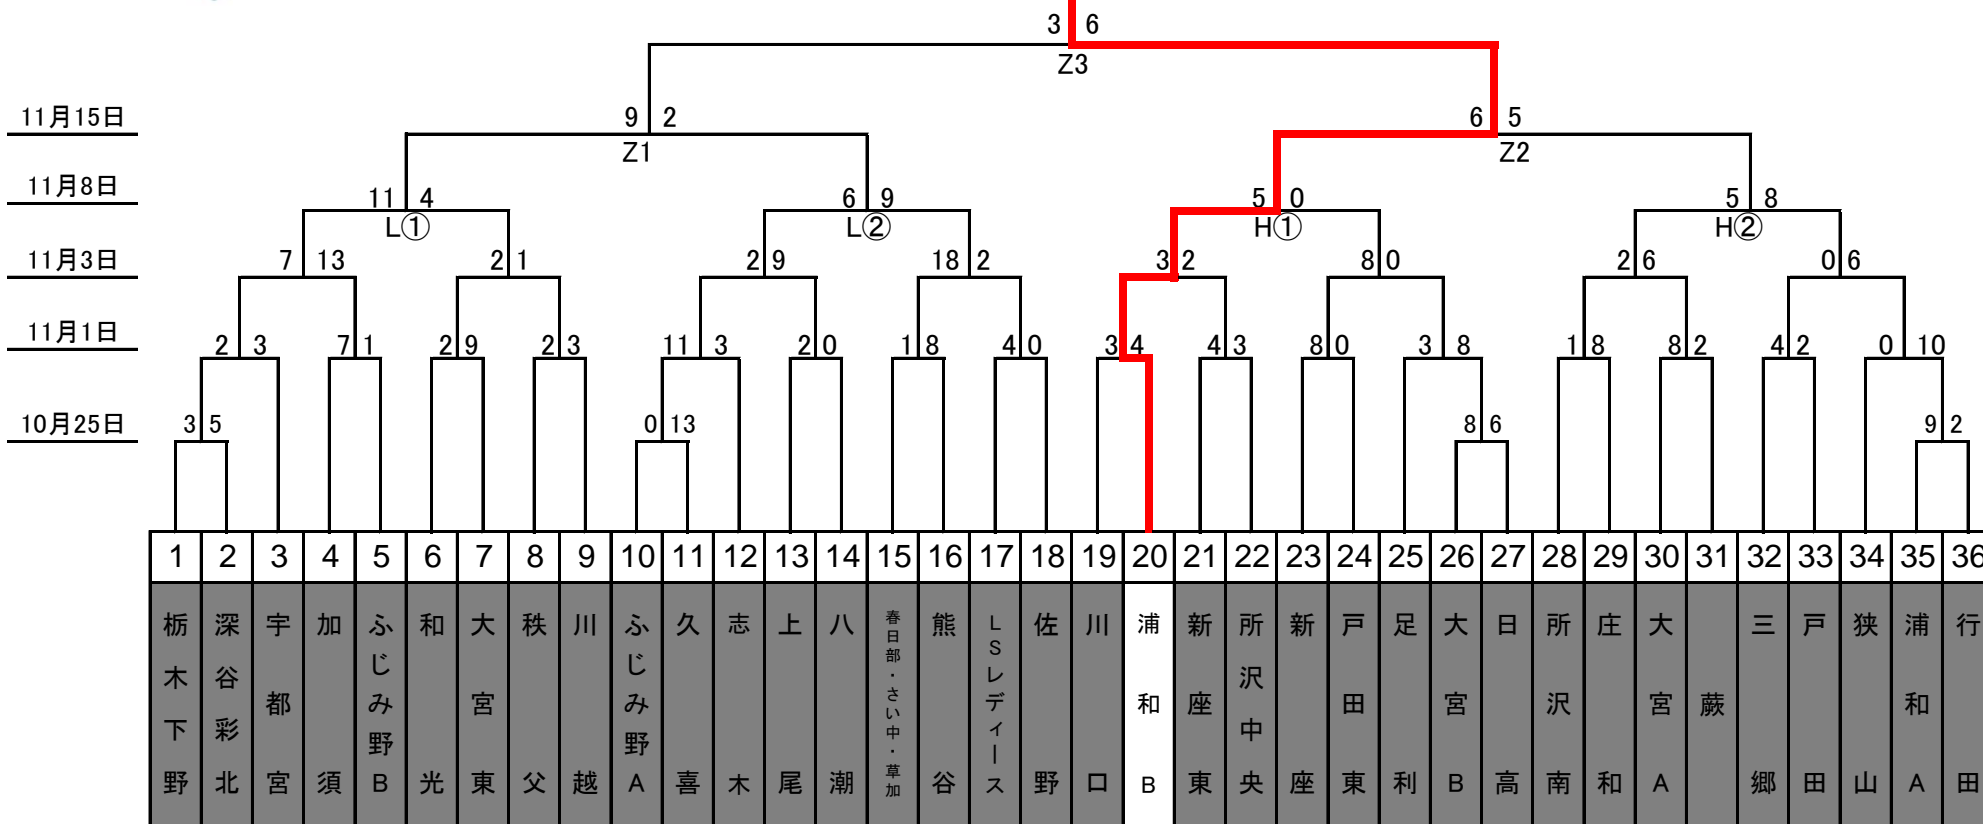 3 6
Z3
11月15日 9 2 6 5
Z1 Z2
11月8日 11 4 6 9 5 0 5 8
L① L② H① H②
11月3日 7 13 2 1 2 9 18 2 3 2 8 0 2 6 0 6
11月1日 2 3 7 1 2 9 2 3 11 3 2 0 1 8 4 0 3 4 4 3 8 0 3 8 1 8 8 2 4 2 0 10
10月25日 3 5 0 13 8 6 9 2
1 2 3 4 5 6 7 8 9 10 11 12 13 14 15 16 17 18 19 20 21 22 23 24 25 26 27 28 29 30 31 32 33 34 35 36
栃木下野
深谷彩北
宇都宮
加須
ふじみ野B
和光
大宮東
秩父
川越
ふじみ野A
久喜
志木
上尾
八潮
春日部・さい中・草加
熊谷
LSレディース
佐野
川口
浦和B
新座東
所沢中央
新座
戸田東
足利
大宮B
日高
所沢南
庄和
大宮A
蕨
三郷
戸田
狭山
浦和A
行田